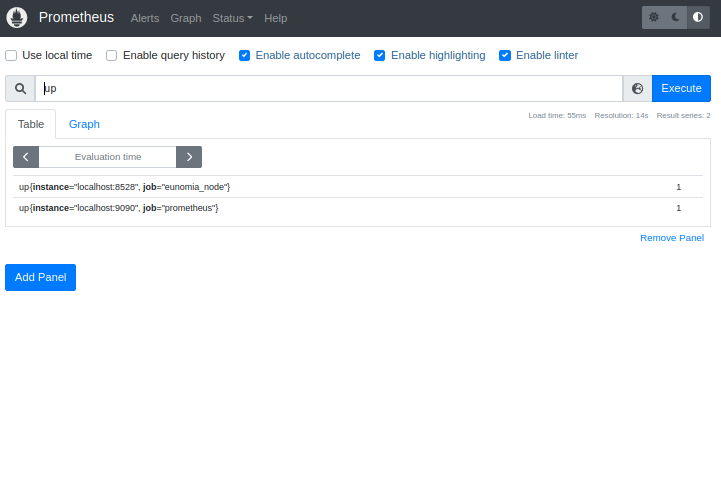 Prometheus Alerts Graph Status Help
Use local time Enable query history Enable autocomplete Enable highlighting Enable linter
up Execute
Table Graph Load time: 55ms Resolution: 14s Result series: 2
Evaluation time
up{instance="localhost:8528", job="eunomia_node"} 1
up{instance="localhost:9090", job="prometheus"} 1
Remove Panel
Add Panel